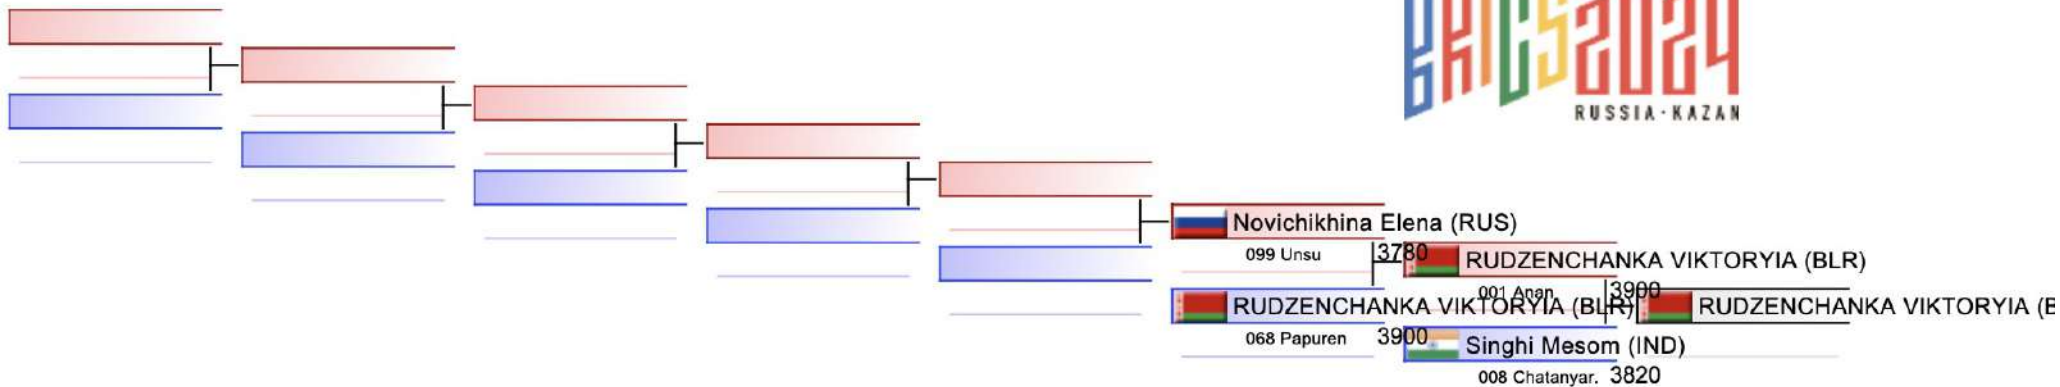 BRICS2024
RUSSIA·KAZAN
Novichikhina Elena (RUS)
099 Unsu 3780
RUDZENCHANKA VIKTORYIA (BLR)
001 Anan 3900
RUDZENCHANKA VIKTORYIA (BLR)
RUDZENCHANKA VIKTORYIA (B
068 Papuren 3900
Singhi Mesom (IND)
008 Chatanyar. 3820